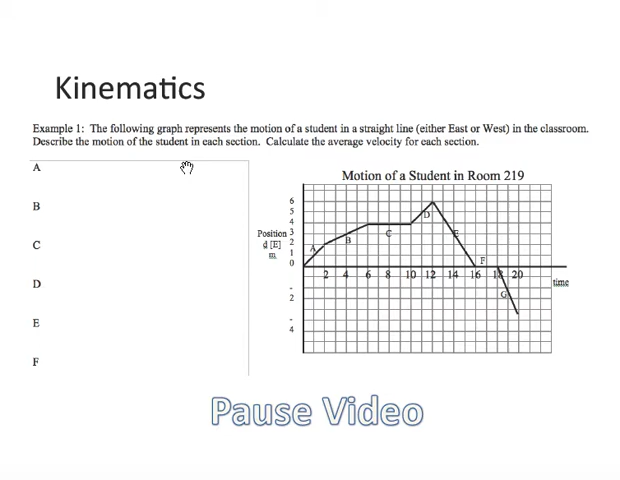 Kinematics
Example 1: The following graph represents the motion of a student in a straight line (either East or West) in the classroom.
Describe the motion of the student in each section. Calculate the average velocity for each section.
A
B
C
D
E
F
Motion of a Student in Room 219
6
5
4
Position 3
d [E] 2
m 1
0
-
2
-
4
A
B
C
D
E
F
G
2 4 6 8 10 12 14 16 18 20
time
Pause Video